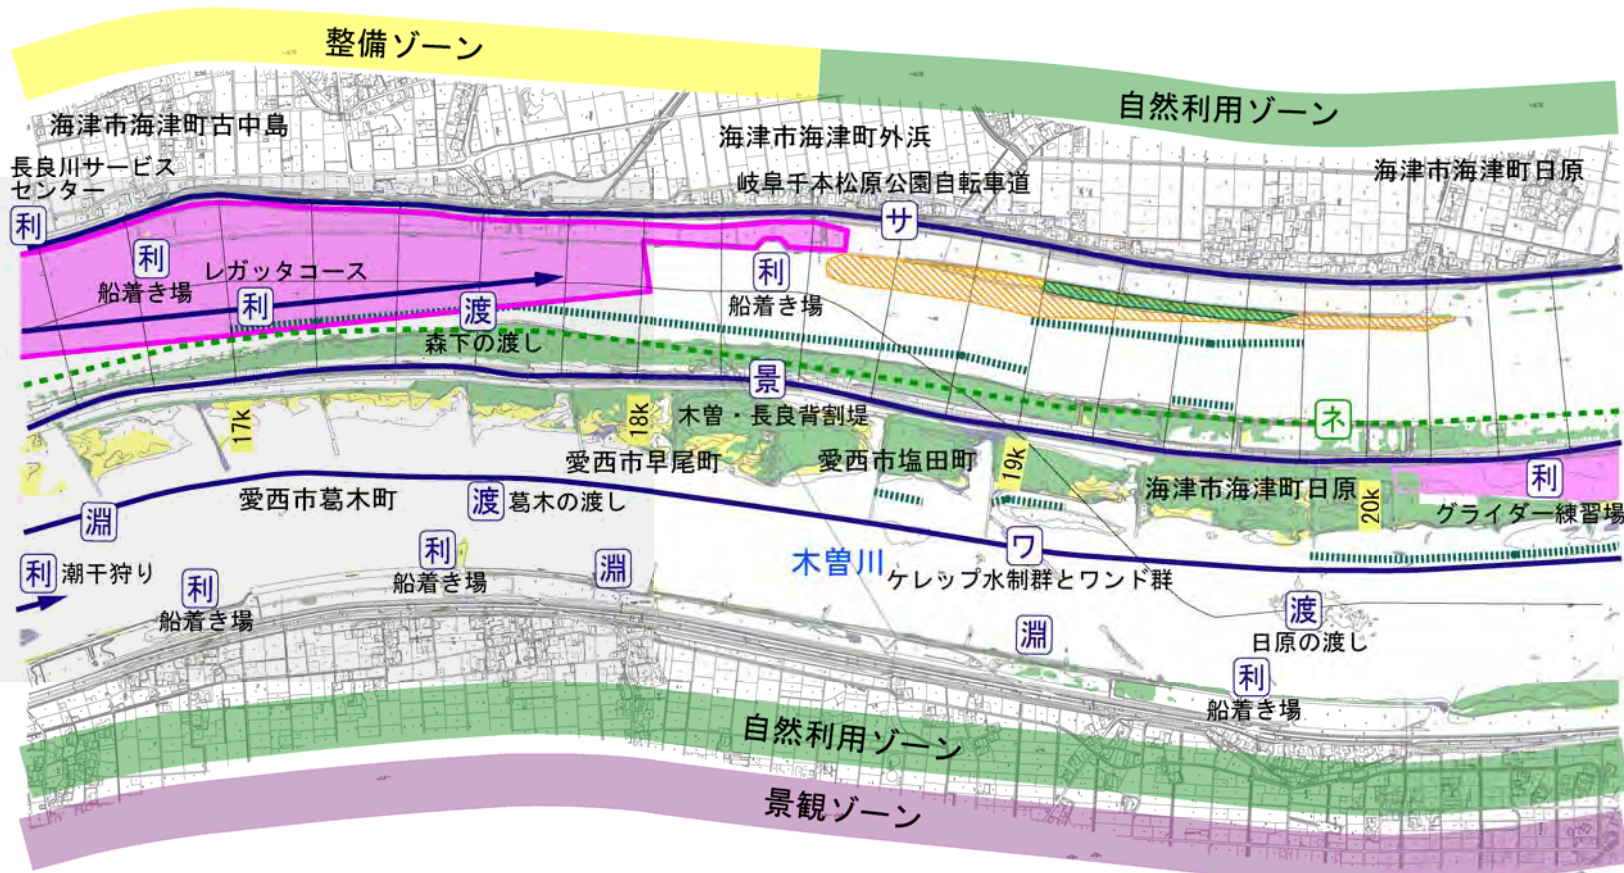 整備ゾーン
自然利用ゾーン
海津市海津町古中島
海津市海津町外浜
長良川サービス
センター
岐阜千本松原公園自転車道
海津市海津町日原
利
サ
利
船着き場
レガッタコース
利
船着き場
利
渡
森下の渡し
景
木曽・長良背割堤
ネ
17k
18k
19k
20k
愛西市早尾町
愛西市塩田町
海津市海津町日原
利
グライダー練習場
愛西市葛木町
渡
葛木の渡し
淵
ワ
ケレップ水制群とワンド群
木曽川
利
潮干狩り
利
船着き場
利
船着き場
淵
淵
渡
日原の渡し
利
船着き場
自然利用ゾーン
景観ゾーン